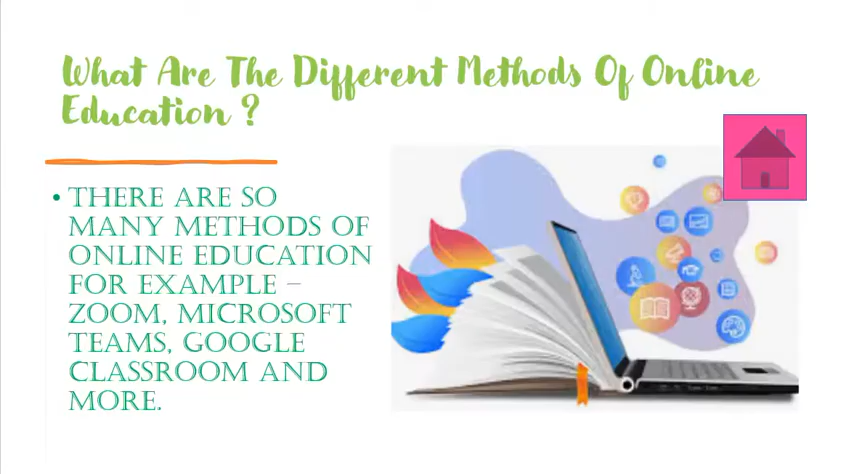 What Are The Different Methods Of Online
Education ?
• THERE ARE SO
MANY METHODS OF
ONLINE EDUCATION
FOR EXAMPLE –
ZOOM, MICROSOFT
TEAMS, GOOGLE
CLASSROOM AND
MORE.